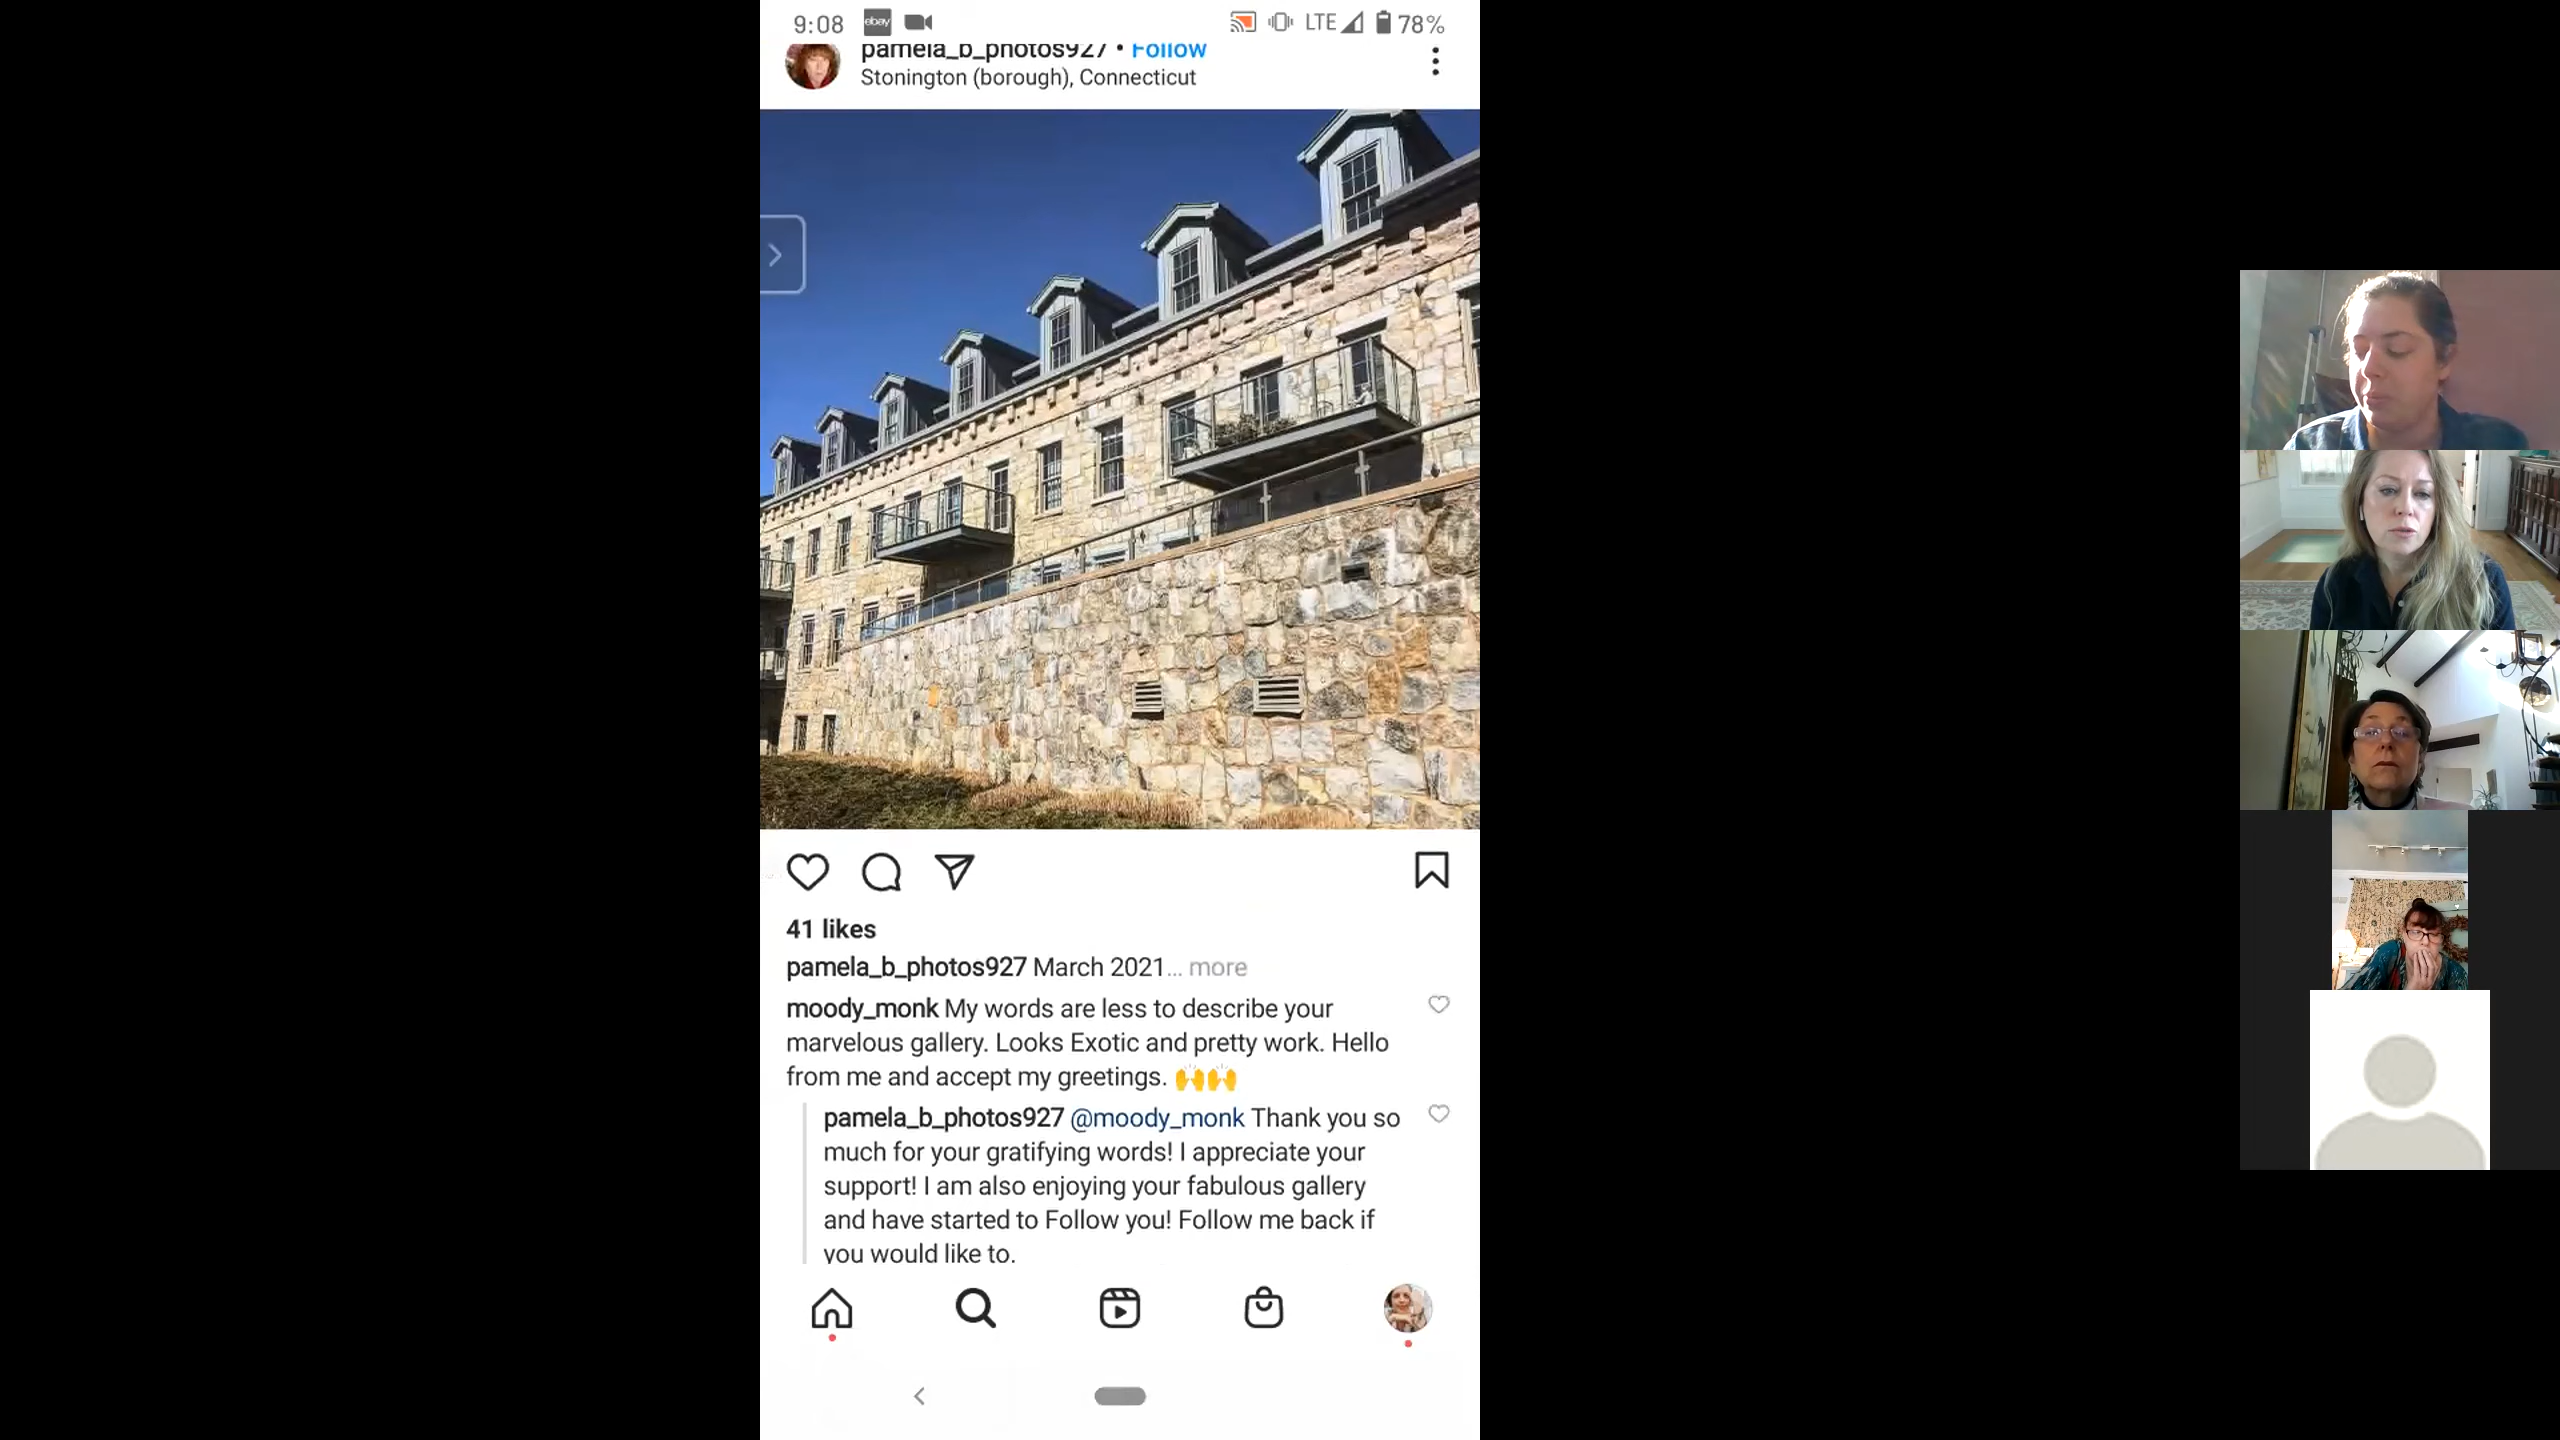 9:08 ebay LTE 78%
pamela_b_photos927 • Follow
Stonington (borough), Connecticut
41 likes
pamela_b_photos927 March 2021... more
moody_monk My words are less to describe your
marvelous gallery. Looks Exotic and pretty work. Hello
from me and accept my greetings. 🙌🙌
pamela_b_photos927 @moody_monk Thank you so
much for your gratifying words! I appreciate your
support! I am also enjoying your fabulous gallery
and have started to Follow you! Follow me back if
you would like to.